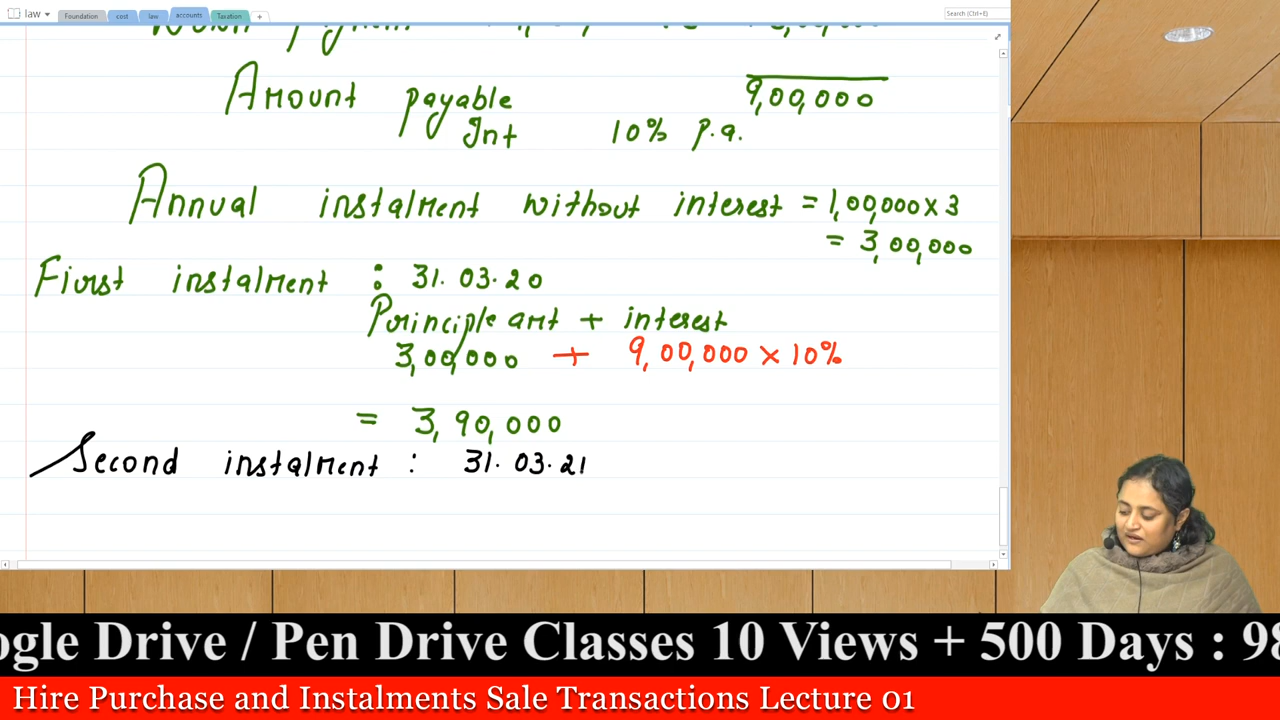 law
Foundation cost law accounts Taxation +
Search (Ctrl+E)
Amount payable 9,00,000
Int 10% p.a.
Annual instalment without interest = 1,00,000 x 3
= 3,00,000
First instalment : 31.03.20
Principle amt + interest
3,00,000 + 9,00,000 x 10%
= 3,90,000
Second instalment : 31.03.21
ogle Drive / Pen Drive Classes 10 Views + 500 Days : 98
Hire Purchase and Instalments Sale Transactions Lecture 01